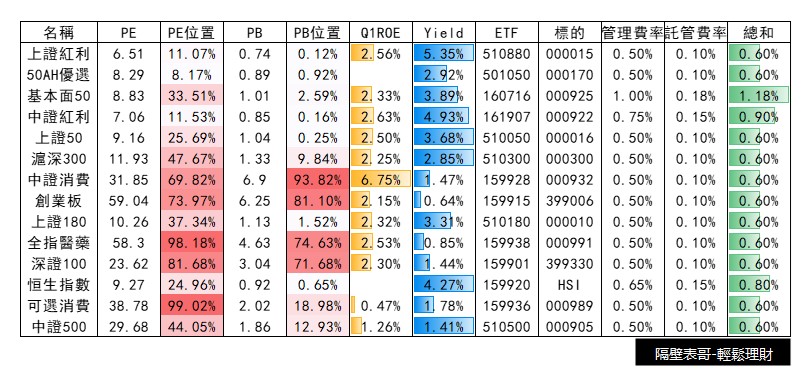 名稱 PE PE位置 PB PB位置 Q1ROE Yield ETF 標的 管理費率 託管費率 總和
上證紅利 6.51 11.07% 0.74 0.12% 2.56% 5.35% 510880 000015 0.50% 0.10% 0.60%
50AH優選 8.29 8.17% 0.89 0.92% 2.92% 501050 000170 0.50% 0.10% 0.60%
基本面50 8.83 33.51% 1.01 2.59% 2.33% 3.89% 160716 000925 1.00% 0.18% 1.18%
中證紅利 7.06 11.53% 0.85 0.16% 2.63% 4.93% 161907 000922 0.75% 0.15% 0.90%
上證50 9.16 25.69% 1.04 0.25% 2.50% 3.68% 510050 000016 0.50% 0.10% 0.60%
滬深300 11.93 47.67% 1.33 9.84% 2.25% 2.85% 510300 000300 0.50% 0.10% 0.60%
中證消費 31.85 69.82% 6.9 93.82% 6.75% 1.47% 159928 000932 0.50% 0.10% 0.60%
創業板 59.04 73.97% 6.25 81.10% 2.15% 0.64% 159915 399006 0.50% 0.10% 0.60%
上證180 10.26 37.34% 1.13 1.52% 2.32% 3.31% 510180 000010 0.50% 0.10% 0.60%
全指醫藥 58.3 98.18% 4.63 74.63% 2.53% 0.85% 159938 000991 0.50% 0.10% 0.60%
深證100 23.62 81.68% 3.04 71.68% 2.30% 1.44% 159901 399330 0.50% 0.10% 0.60%
恒生指數 9.27 24.96% 0.92 0.65% 4.27% 159920 HSI 0.65% 0.15% 0.80%
可選消費 38.78 99.02% 2.02 18.98% 0.47% 1.78% 159936 000989 0.50% 0.10% 0.60%
中證500 29.68 44.05% 1.86 12.93% 1.26% 1.41% 510500 000905 0.50% 0.10% 0.60%
隔壁表哥-輕鬆理財